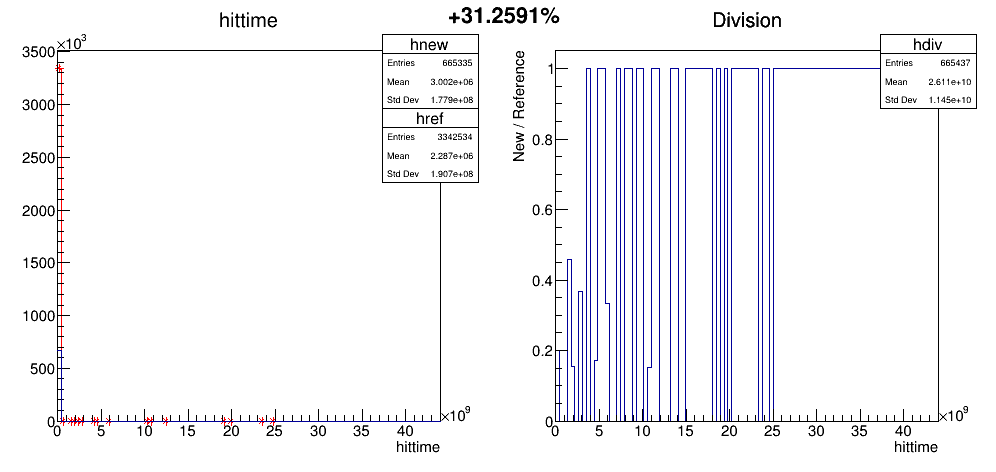 +31.2591%
hittime
×10³
3500
3000
2500
2000
1500
1000
500
0
0 5 10 15 20 25 30 35 40
×10⁹
hittime
hnew
Entries 665335
Mean 3.002e+06
Std Dev 1.779e+08
href
Entries 3342534
Mean 2.287e+06
Std Dev 1.907e+08
Division
New / Reference
1
0.8
0.6
0.4
0.2
0
0 5 10 15 20 25 30 35 40
×10⁹
hittime
hdiv
Entries 665437
Mean 2.611e+10
Std Dev 1.145e+10